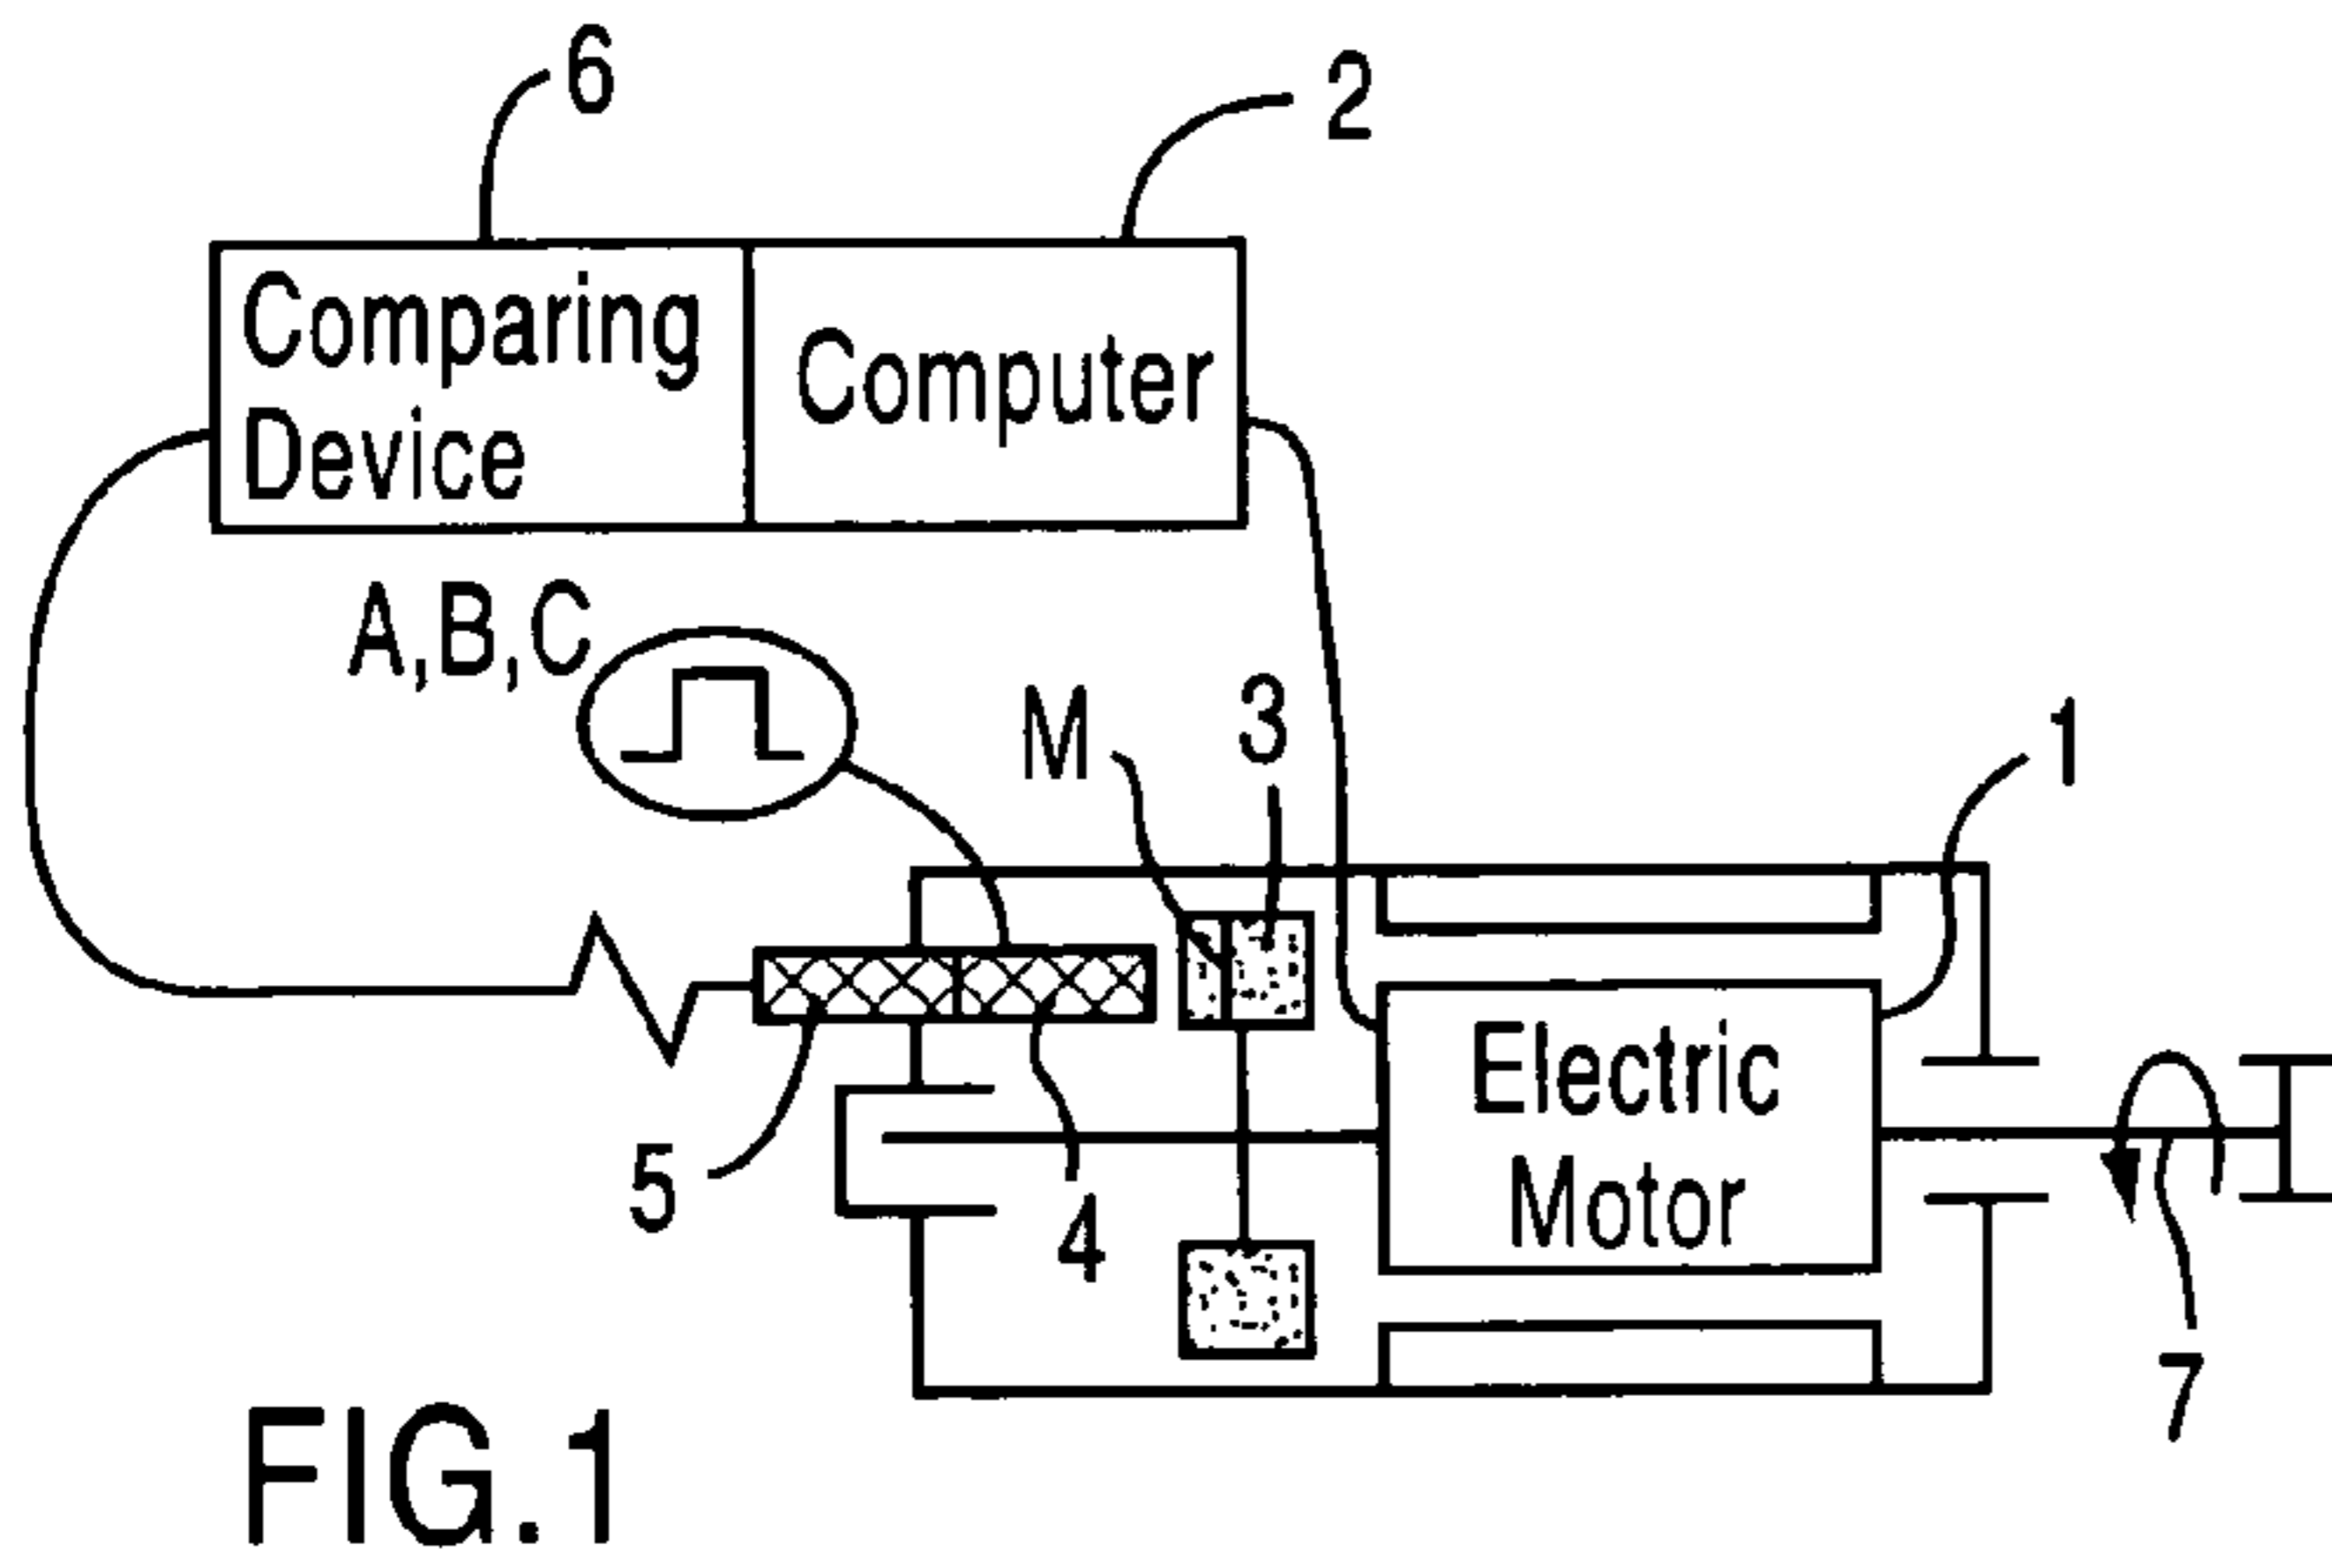 6
2
Comparing
Device
Computer
A,B,C
M
3
1
Electric
Motor
5
4
7
FIG.1